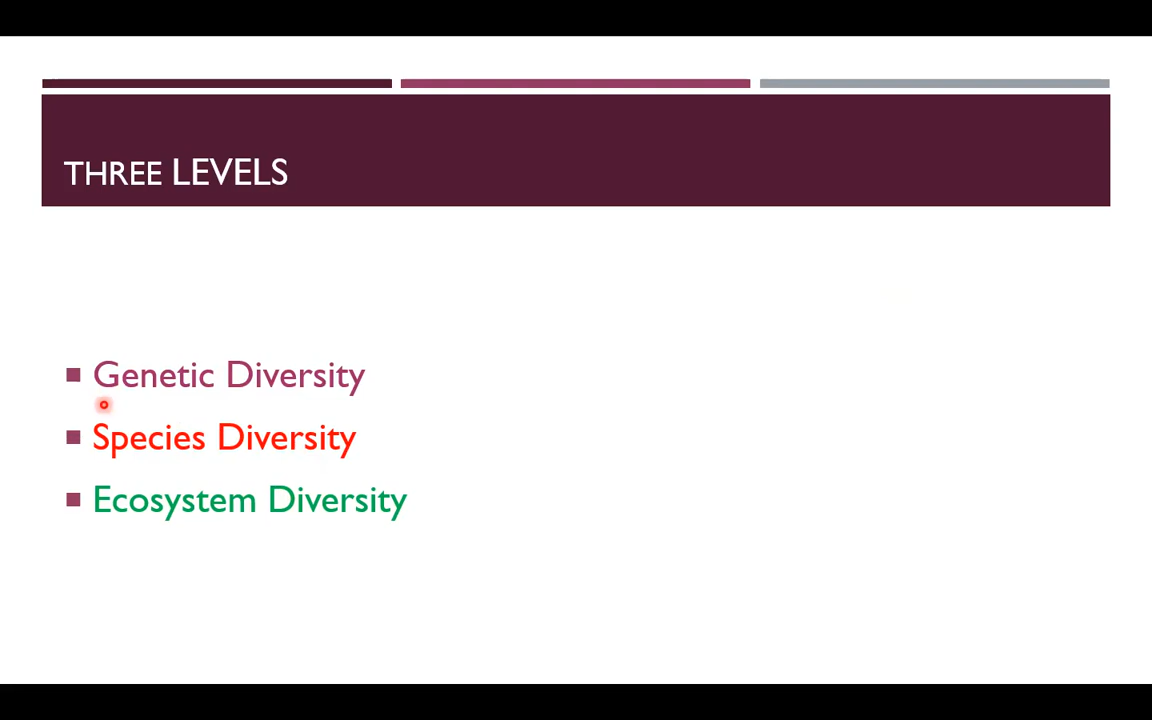 THREE LEVELS
Genetic Diversity
Species Diversity
Ecosystem Diversity